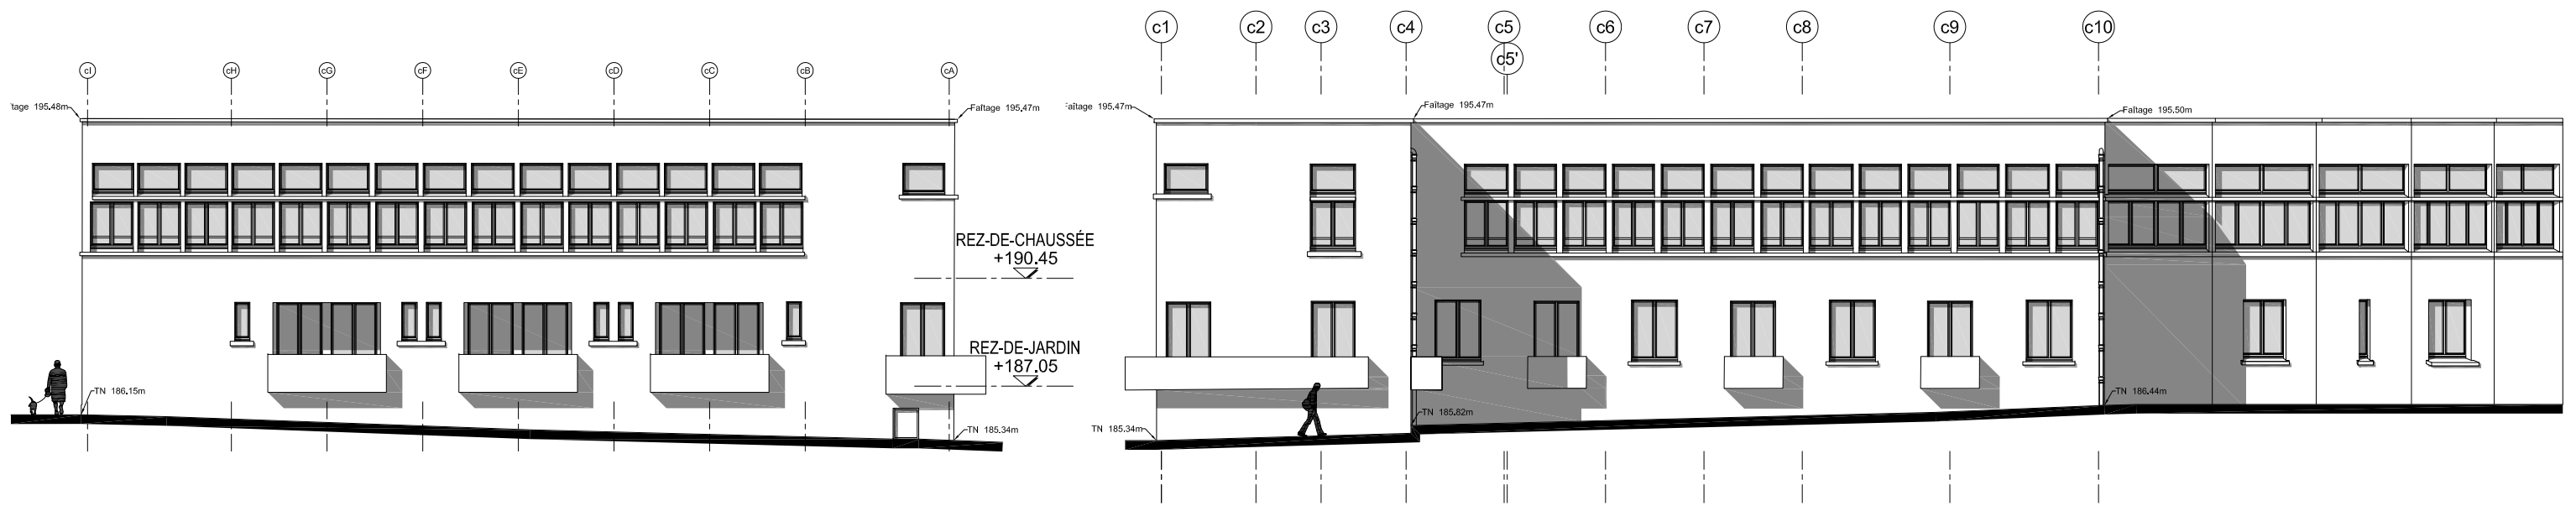 c1 c2 c3 c4 c5 c6 c7 c8 c9 c10
c5'
cI cH cG cF cE cD cC cB cA
tage 195.48m
Faîtage 195.47m
aîtage 195.47m
Faîtage 195.47m
Faîtage 195.50m
REZ-DE-CHAUSSÉE
+190.45
REZ-DE-JARDIN
+187.05
TN 186.15m
TN 185.34m
TN 185.34m
TN 185.82m
TN 186.44m